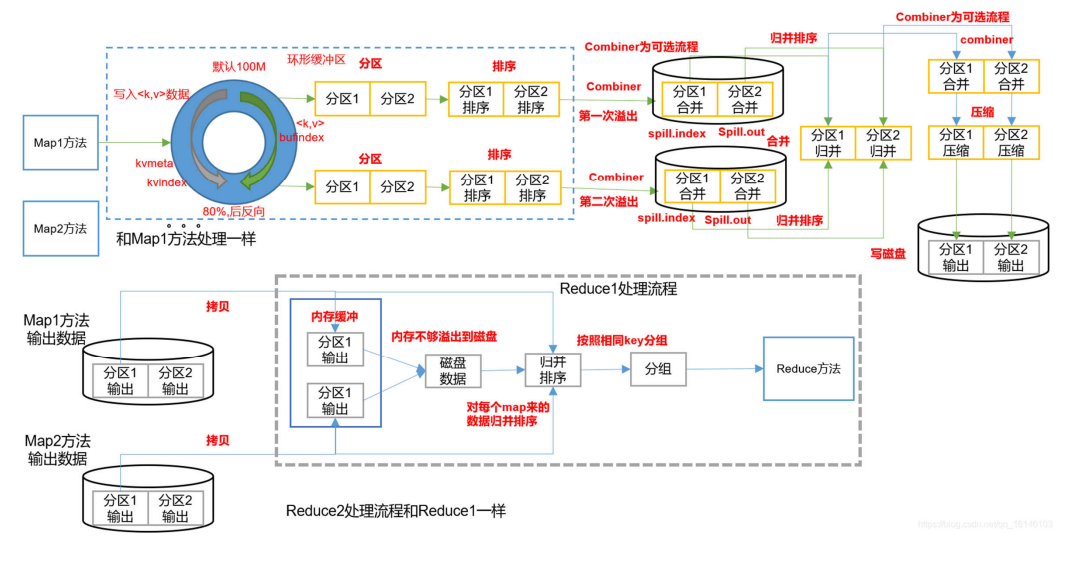 Combiner为可选流程
combiner
默认100M
环形缓冲区
分区
排序
Combiner为可选流程
归并排序
写入<k,v>数据
分区1
分区2
分区1
排序
分区2
排序
Combiner
第一次溢出
分区1
合并
分区2
合并
spill.index
Spill.out
分区1
合并
分区2
合并
压缩
Map1方法
<k,v>
bufindex
kvmeta
kvindex
80%,后反向
合并
分区1
归并
分区2
归并
分区1
压缩
分区2
压缩
分区
排序
分区1
分区2
分区1
排序
分区2
排序
Combiner
第二次溢出
分区1
合并
分区2
合并
spill.index
Spill.out
归并排序
Map2方法
和Map1方法处理一样
写磁盘
分区1
输出
分区2
输出
Reduce1处理流程
Map1方法
输出数据
拷贝
分区1
输出
分区2
输出
内存缓冲
分区1
输出
分区1
输出
内存不够溢出到磁盘
磁盘
数据
归并
排序
对每个map来的
数据归并排序
按照相同key分组
分组
Reduce方法
Map2方法
输出数据
拷贝
分区1
输出
分区2
输出
Reduce2处理流程和Reduce1一样